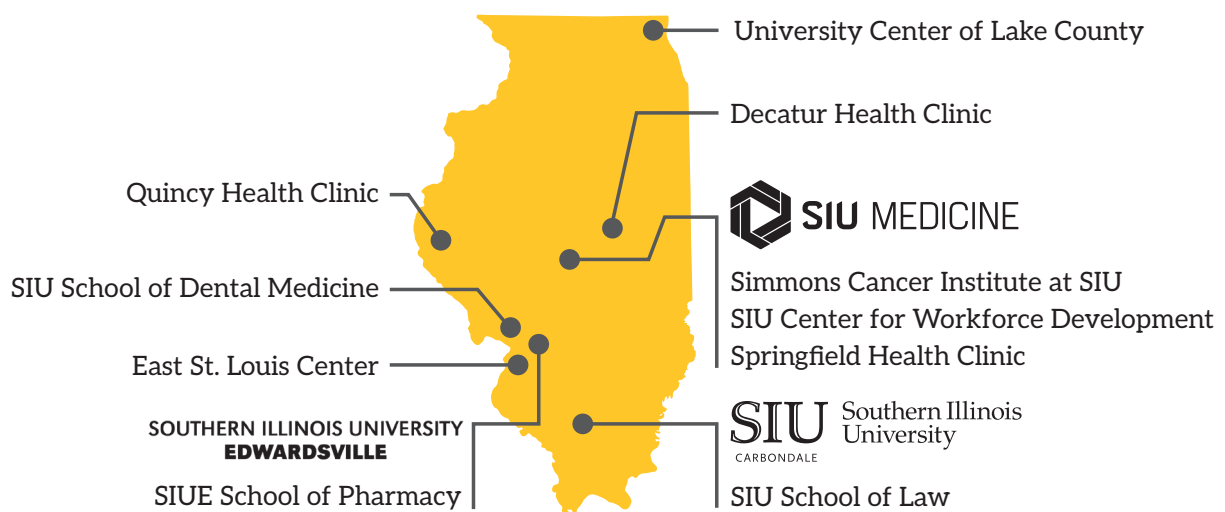 University Center of Lake County
Decatur Health Clinic
Quincy Health Clinic
SIU MEDICINE
SIU School of Dental Medicine
Simmons Cancer Institute at SIU
SIU Center for Workforce Development
Springfield Health Clinic
East St. Louis Center
SOUTHERN ILLINOIS UNIVERSITY
EDWARDSVILLE
SIUE School of Pharmacy
SIU
CARBONDALE
Southern Illinois
University
SIU School of Law